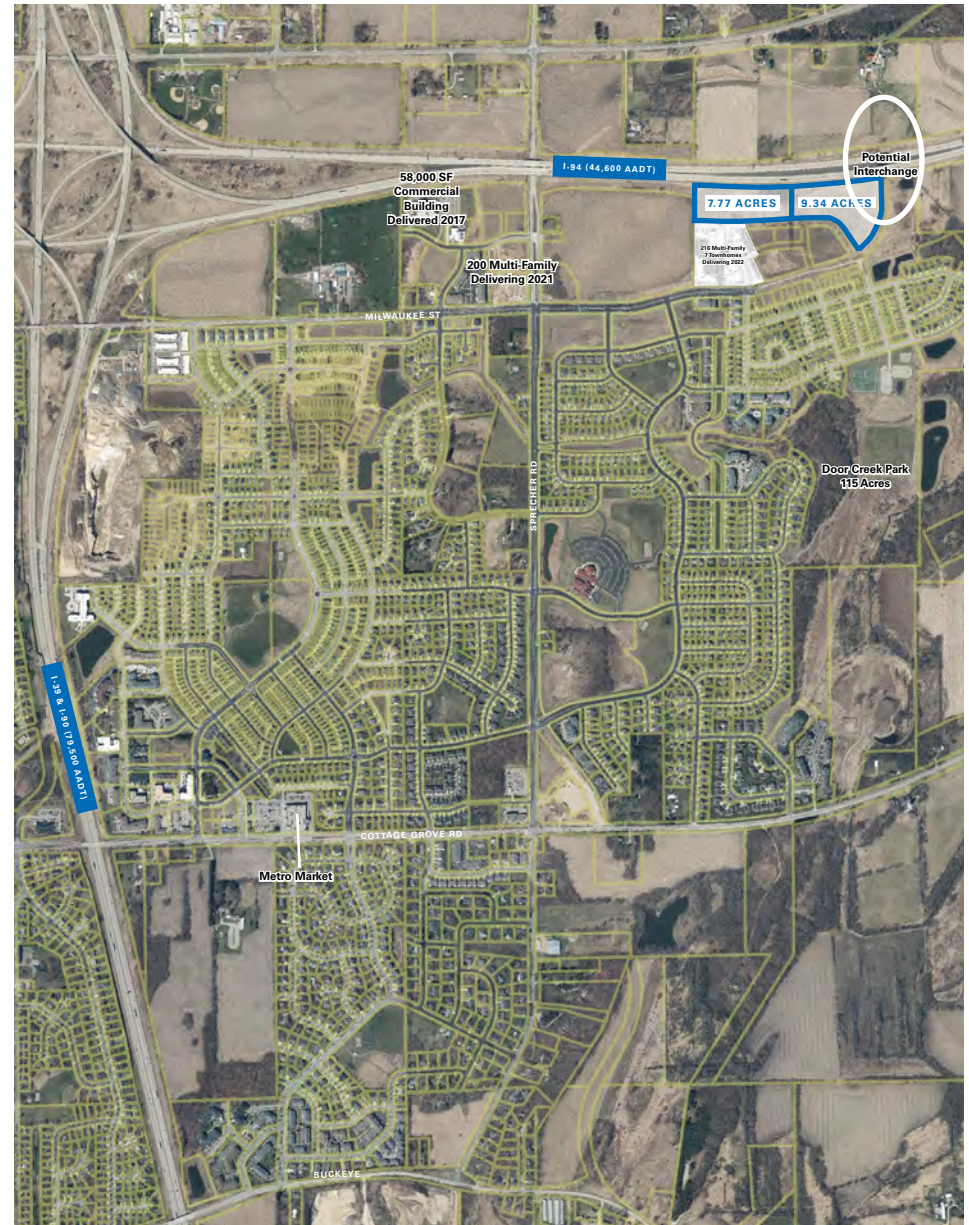 I-94 (44,600 AADT)
Potential
Interchange
58,000 SF
Commercial
Building
Delivered 2017
7.77 ACRES
9.34 ACRES
216 Multi-Family
7 Townhomes
Delivering 2022
200 Multi-Family
Delivering 2021
MILWAUKEE ST
SPRECHER RD
Door Creek Park
115 Acres
I-39 & I-90 (79,500 AADT)
COTTAGE GROVE RD
Metro Market
BUCKEYE